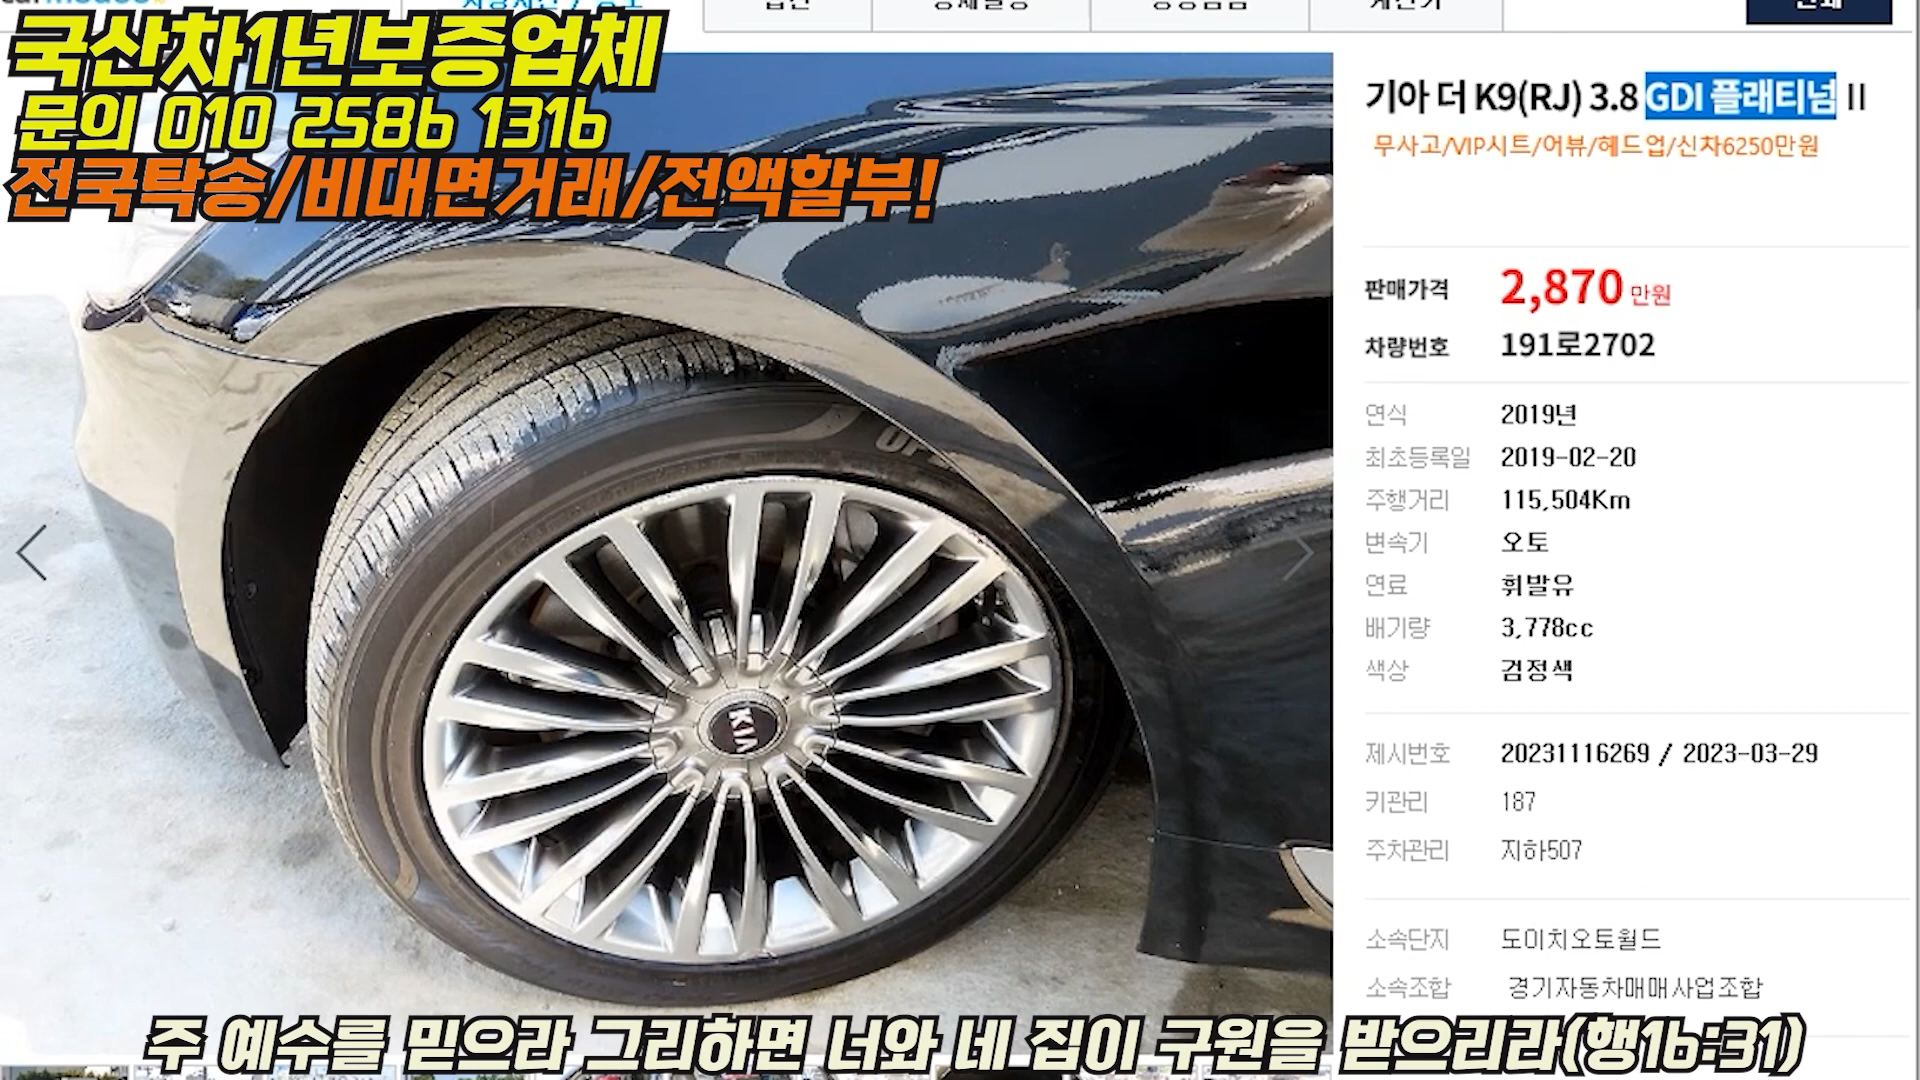 국산차1년보증업체
문의 010 2586 1316
전국탁송/비대면거래/전액할부!
기아 더 K9(RJ) 3.8 GDI 플래티넘 II
무사고/VIP시트/어뷰/헤드업/신차6250만원
판매가격 2,870 만원
차량번호 191로2702
연식 2019년
최초등록일 2019-02-20
주행거리 115,504Km
변속기 오토
연료 휘발유
배기량 3,778cc
색상 검정색
제시번호 20231116269 / 2023-03-29
키관리 187
주차관리 지하507
소속단지 도이치오토월드
소속조합 경기자동차매매사업조합
KIA
주 예수를 믿으라 그리하면 너와 네 집이 구원을 받으리라(행16:31)